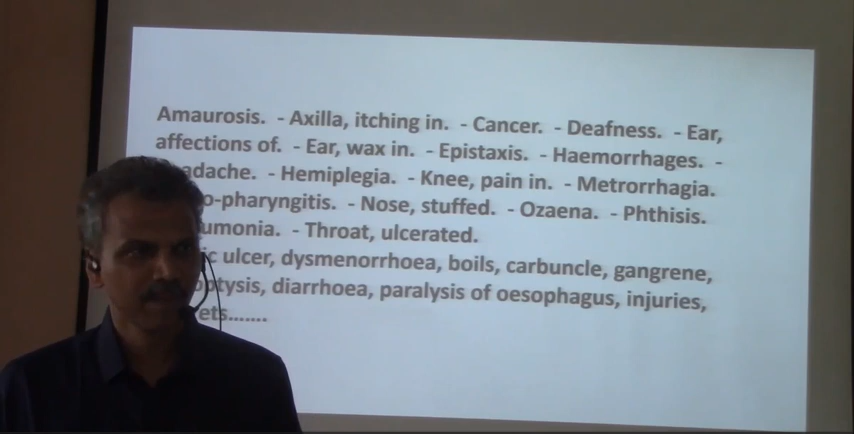 Amaurosis. - Axilla, itching in. - Cancer. - Deafness. - Ear,
affections of. - Ear, wax in. - Epistaxis. - Haemorrhages. -
adache. - Hemiplegia. - Knee, pain in. - Metrorrhagia.
o-pharyngitis. - Nose, stuffed. - Ozaena. - Phthisis.
umonia. - Throat, ulcerated.
ic ulcer, dysmenorrhoea, boils, carbuncle, gangrene,
ptysis, diarrhoea, paralysis of oesophagus, injuries,
ets.......